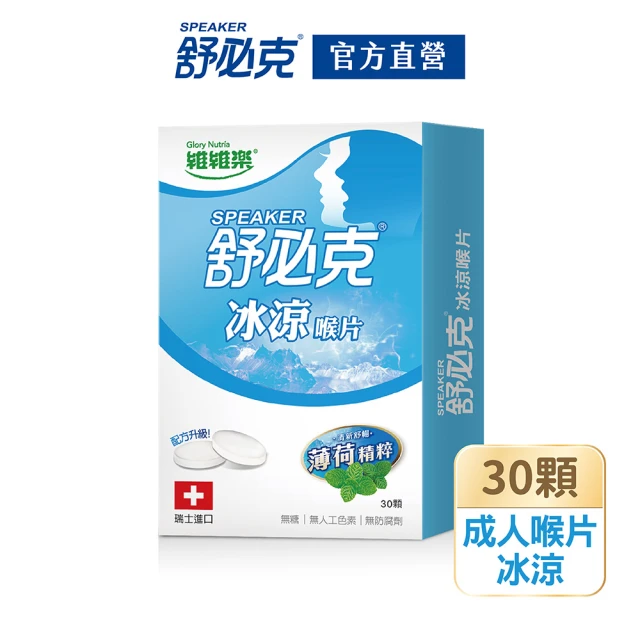 SPEAKER
舒必克®
官方直營
Glory Nutria
維維樂®
SPEAKER
舒必克®
冰涼喉片
配方升級!
清新舒暢
薄荷精粹
30顆
瑞士進口
無糖|無人工色素|無防腐劑
SPEAKER
舒必克®冰涼喉片
30顆
成人喉片
冰涼